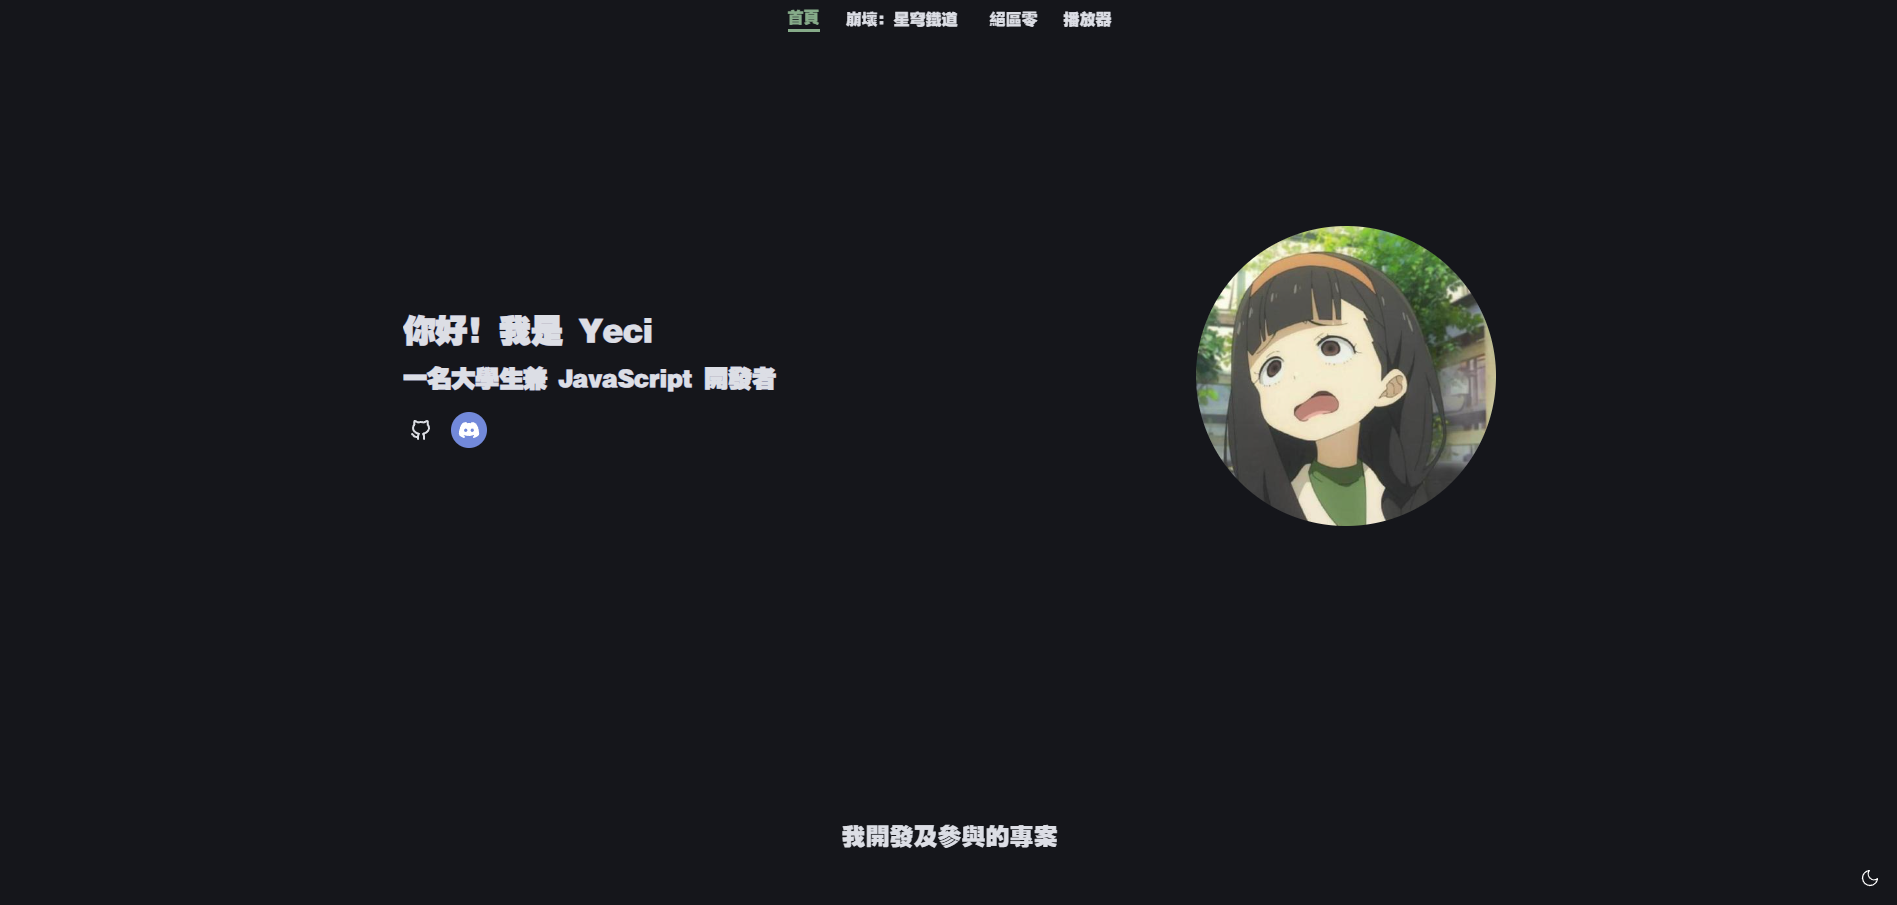 首頁 崩壞：星穹鐵道 絕區零 播放器
你好！我是 Yeci
一名大學生兼 JavaScript 開發者
我開發及參與的專案